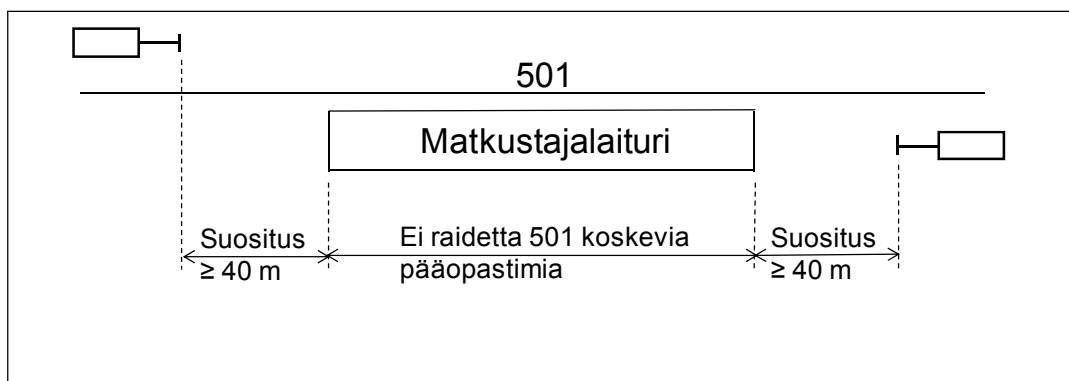 501
Matkustajalaituri
Suositus
≥ 40 m
Ei raidetta 501 koskevia
pääopastimia
Suositus
≥ 40 m